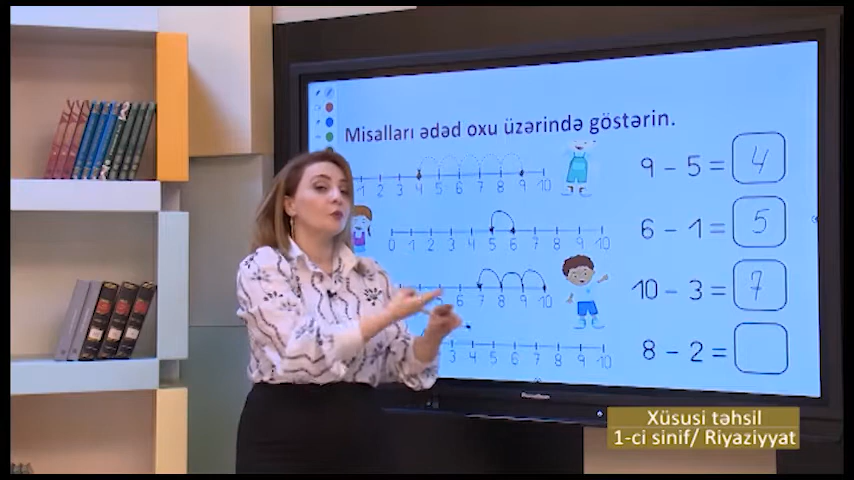 Misalları ədəd oxu üzərində göstərin.
1 2 3 4 5 6 7 8 9 10
9 – 5 = 4
0 1 2 3 4 5 6 7 8 9 10
6 – 1 = 5
6 7 8 9 10
10 – 3 = 7
3 4 5 6 7 8 9 10
8 – 2 =
Xüsusi təhsil
1-ci sinif/ Riyaziyyat